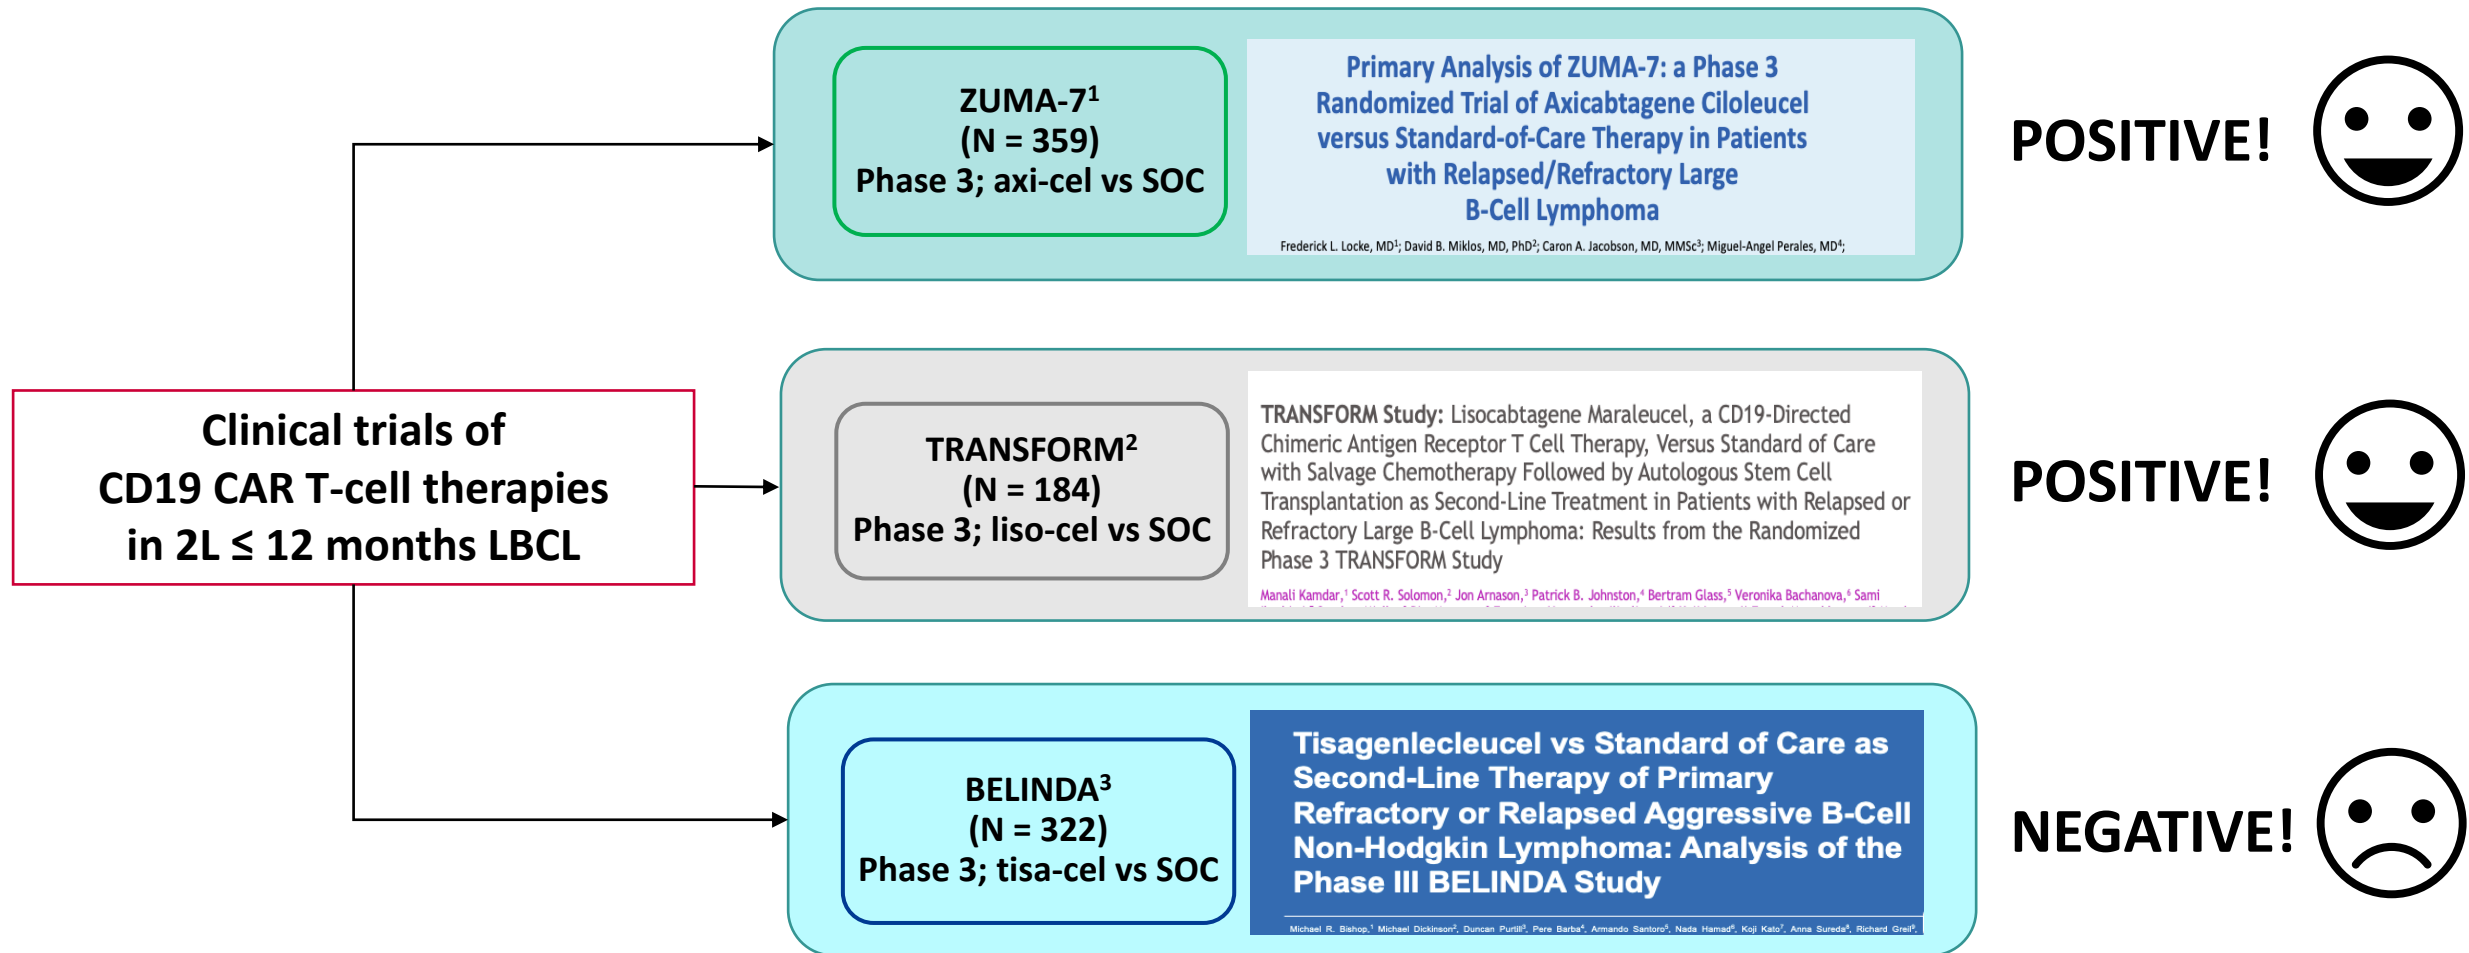 Clinical trials of
CD19 CAR T-cell therapies
in 2L ≤ 12 months LBCL
ZUMA-7¹
(N = 359)
Phase 3; axi-cel vs SOC
Primary Analysis of ZUMA-7: a Phase 3
Randomized Trial of Axicabtagene Ciloleucel
versus Standard-of-Care Therapy in Patients
with Relapsed/Refractory Large
B-Cell Lymphoma
Frederick L. Locke, MD¹; David B. Miklos, MD, PhD²; Caron A. Jacobson, MD, MMSc³; Miguel-Angel Perales, MD⁴;
POSITIVE!
TRANSFORM²
(N = 184)
Phase 3; liso-cel vs SOC
TRANSFORM Study: Lisocabtagene Maraleucel, a CD19-Directed
Chimeric Antigen Receptor T Cell Therapy, Versus Standard of Care
with Salvage Chemotherapy Followed by Autologous Stem Cell
Transplantation as Second-Line Treatment in Patients with Relapsed or
Refractory Large B-Cell Lymphoma: Results from the Randomized
Phase 3 TRANSFORM Study
Manali Kamdar,¹ Scott R. Solomon,² Jon Arnason,³ Patrick B. Johnston,⁴ Bertram Glass,⁵ Veronika Bachanova,⁶ Sami
POSITIVE!
BELINDA³
(N = 322)
Phase 3; tisa-cel vs SOC
Tisagenlecleucel vs Standard of Care as
Second-Line Therapy of Primary
Refractory or Relapsed Aggressive B-Cell
Non-Hodgkin Lymphoma: Analysis of the
Phase III BELINDA Study
Michael R. Bishop,¹ Michael Dickinson², Duncan Purtill³, Pere Barba⁴, Armando Santoro⁵, Nada Hamad⁶, Koji Kato⁷, Anna Sureda⁸, Richard Greil⁹,
NEGATIVE!